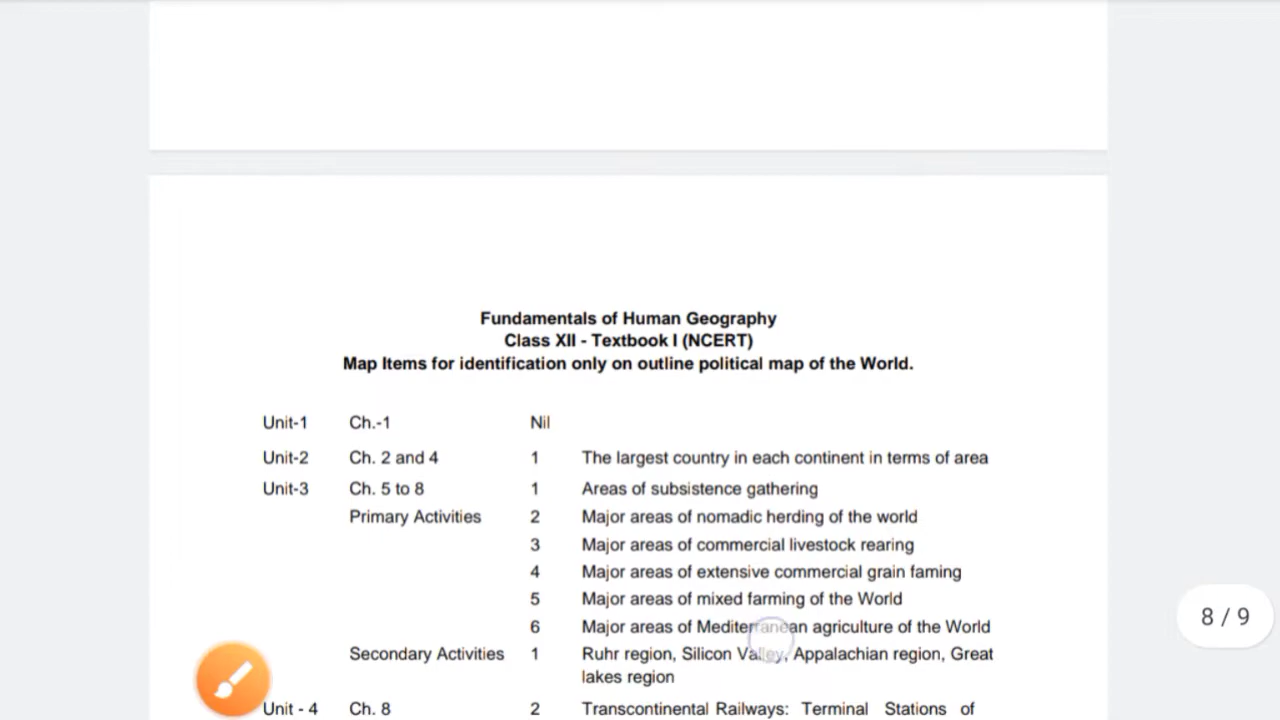 Fundamentals of Human Geography
Class XII - Textbook I (NCERT)
Map Items for identification only on outline political map of the World.
Unit-1 Ch.-1 Nil
Unit-2 Ch. 2 and 4 1 The largest country in each continent in terms of area
Unit-3 Ch. 5 to 8 1 Areas of subsistence gathering
Primary Activities 2 Major areas of nomadic herding of the world
3 Major areas of commercial livestock rearing
4 Major areas of extensive commercial grain faming
5 Major areas of mixed farming of the World
6 Major areas of Mediterranean agriculture of the World
Secondary Activities 1 Ruhr region, Silicon Valley, Appalachian region, Great
lakes region
Unit - 4 Ch. 8 2 Transcontinental Railways: Terminal Stations of
8 / 9